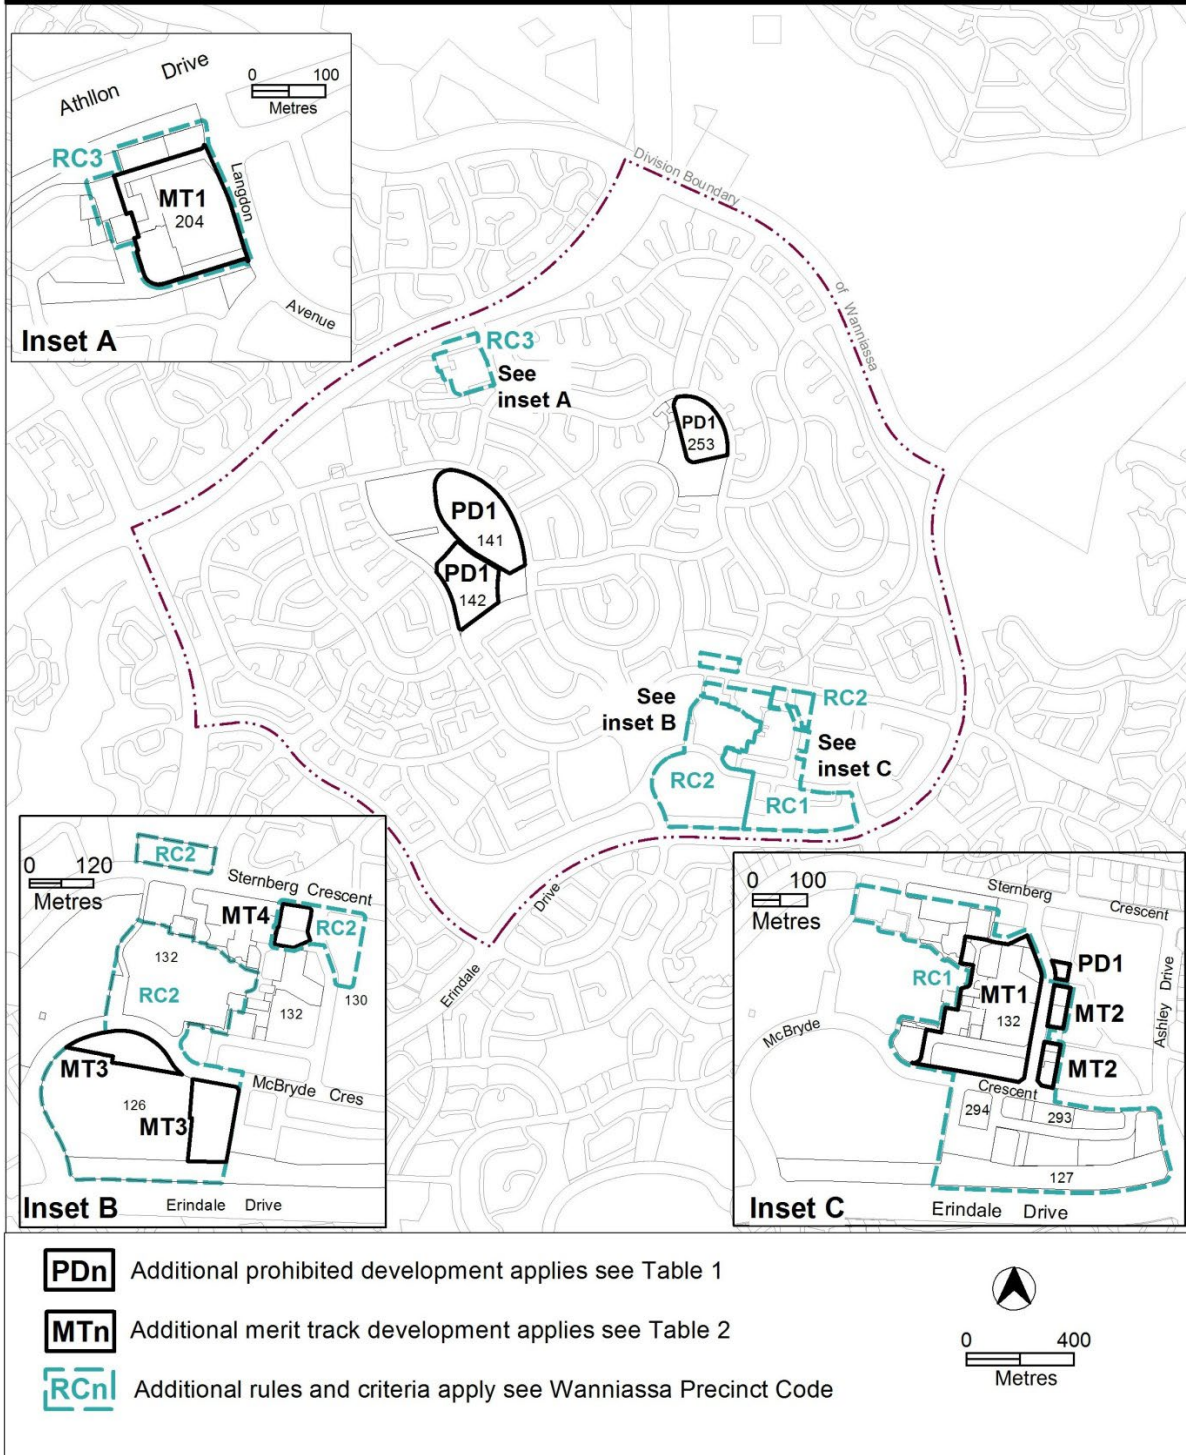 Athllon Drive
0 100
Metres
RC3
MT1
204
Langdon
Avenue
Inset A
Division Boundary
of Wanniassa
RC3
See
inset A
PD1
253
PD1
141
PD1
142
See
inset B
RC2
See
inset C
RC2
RC1
Erindale Drive
RC2
0 120
Metres
Sternberg Crescent
MT4
RC2
132
RC2
132
130
MT3
McBryde Cres
126
MT3
Inset B
Erindale Drive
0 100
Metres
Sternberg Crescent
PD1
RC1
MT1
MT2
132
McBryde
Ashley Drive
MT2
Crescent
294
293
127
Inset C
Erindale Drive
PDn Additional prohibited development applies see Table 1
MTn Additional merit track development applies see Table 2
RCn Additional rules and criteria apply see Wanniassa Precinct Code
0 400
Metres